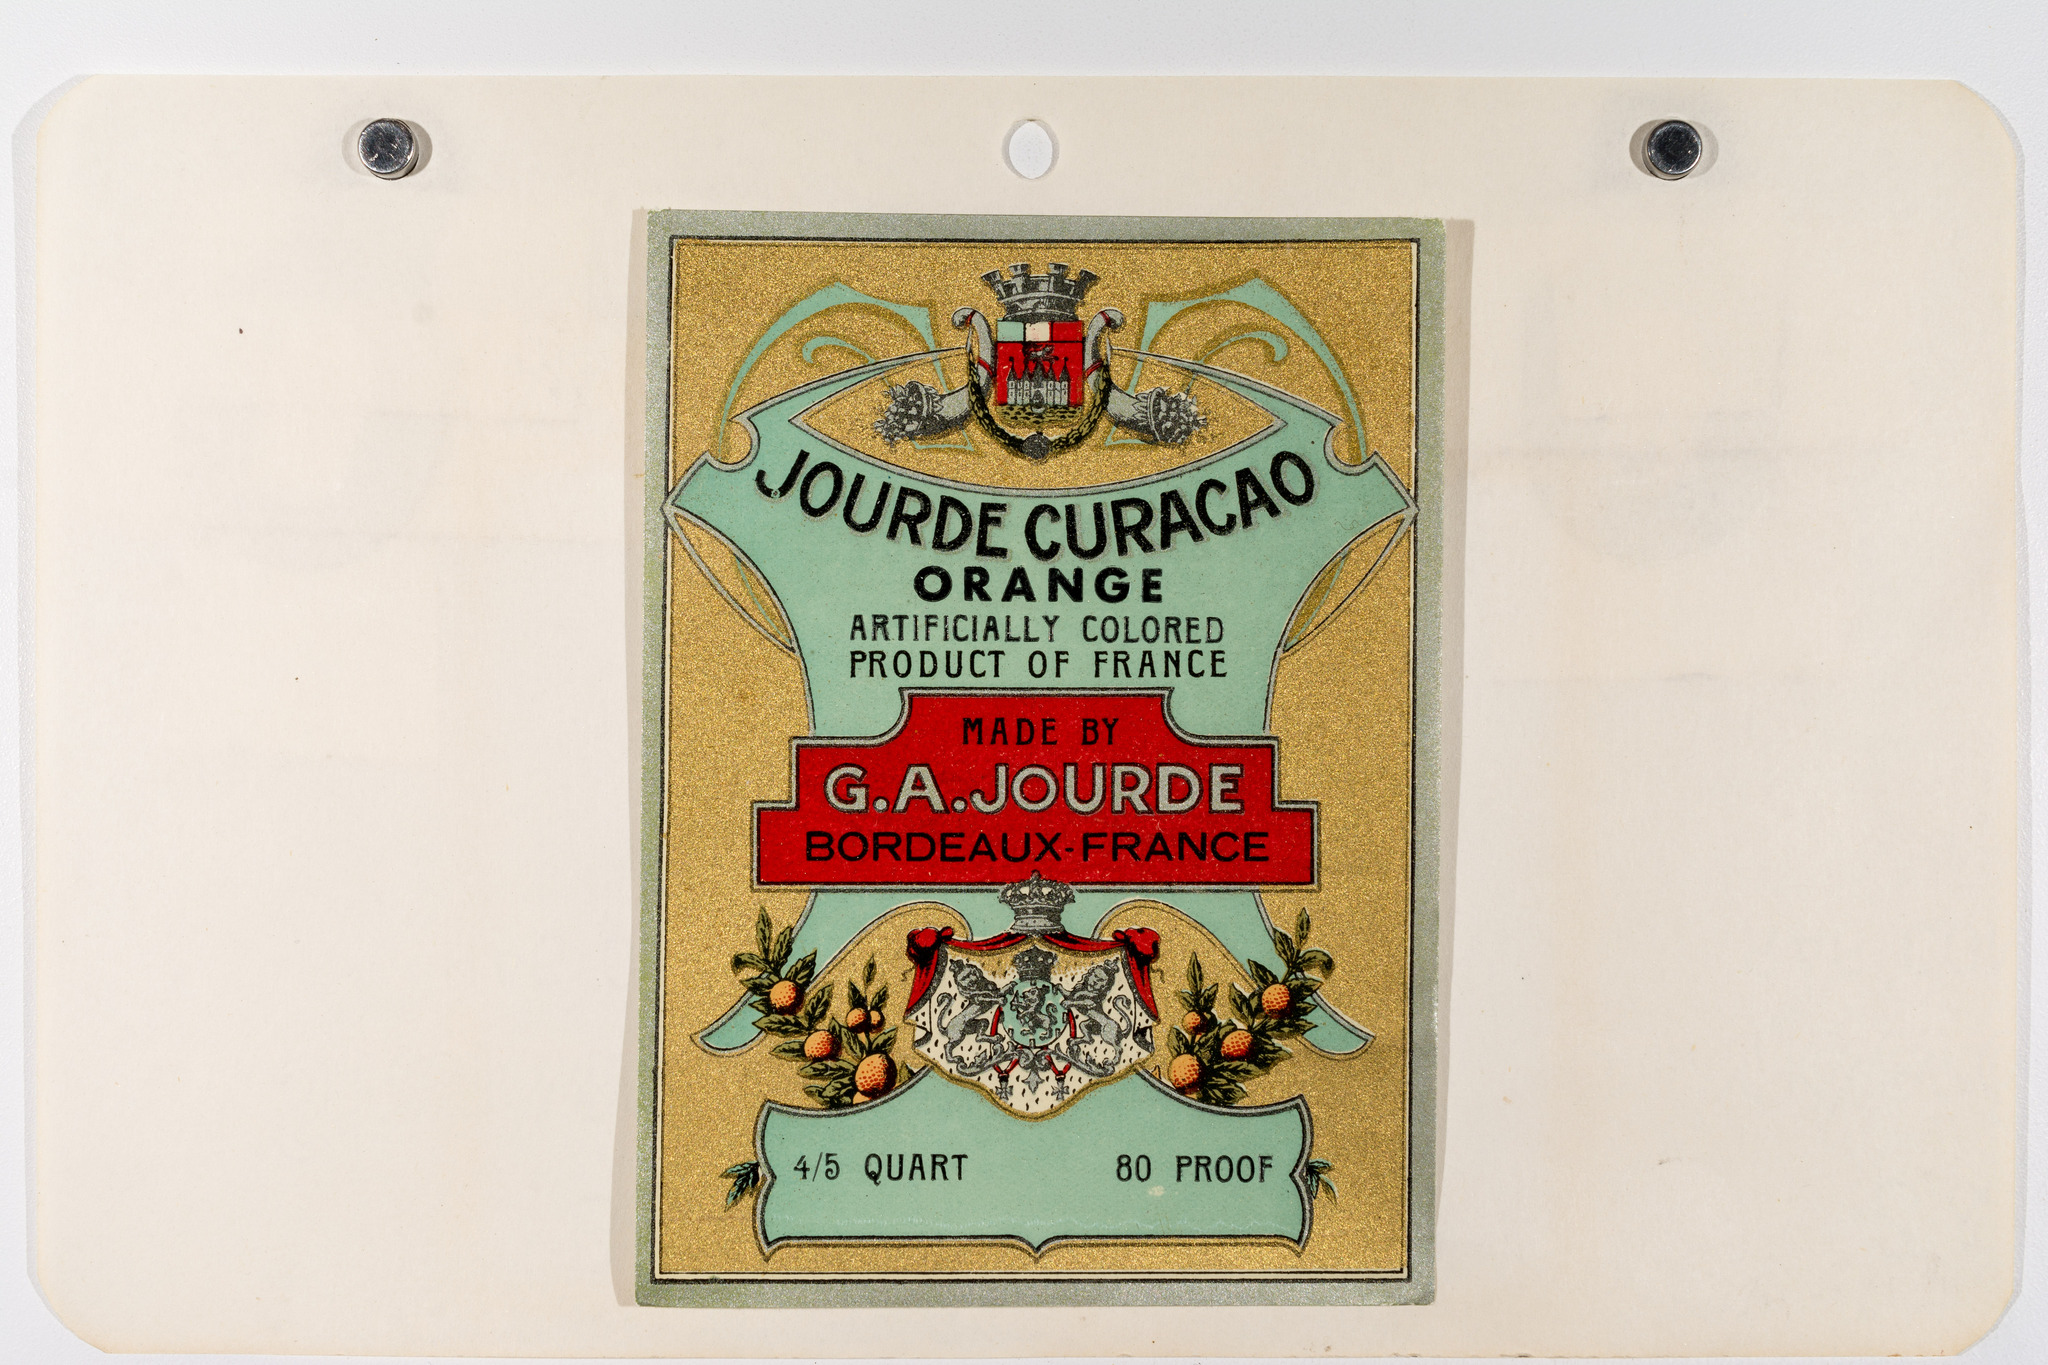 JOURDE CURACAO
ORANGE
ARTIFICIALLY COLORED
PRODUCT OF FRANCE
MADE BY
G.A. JOURDE
BORDEAUX-FRANCE
4/5 QUART 80 PROOF